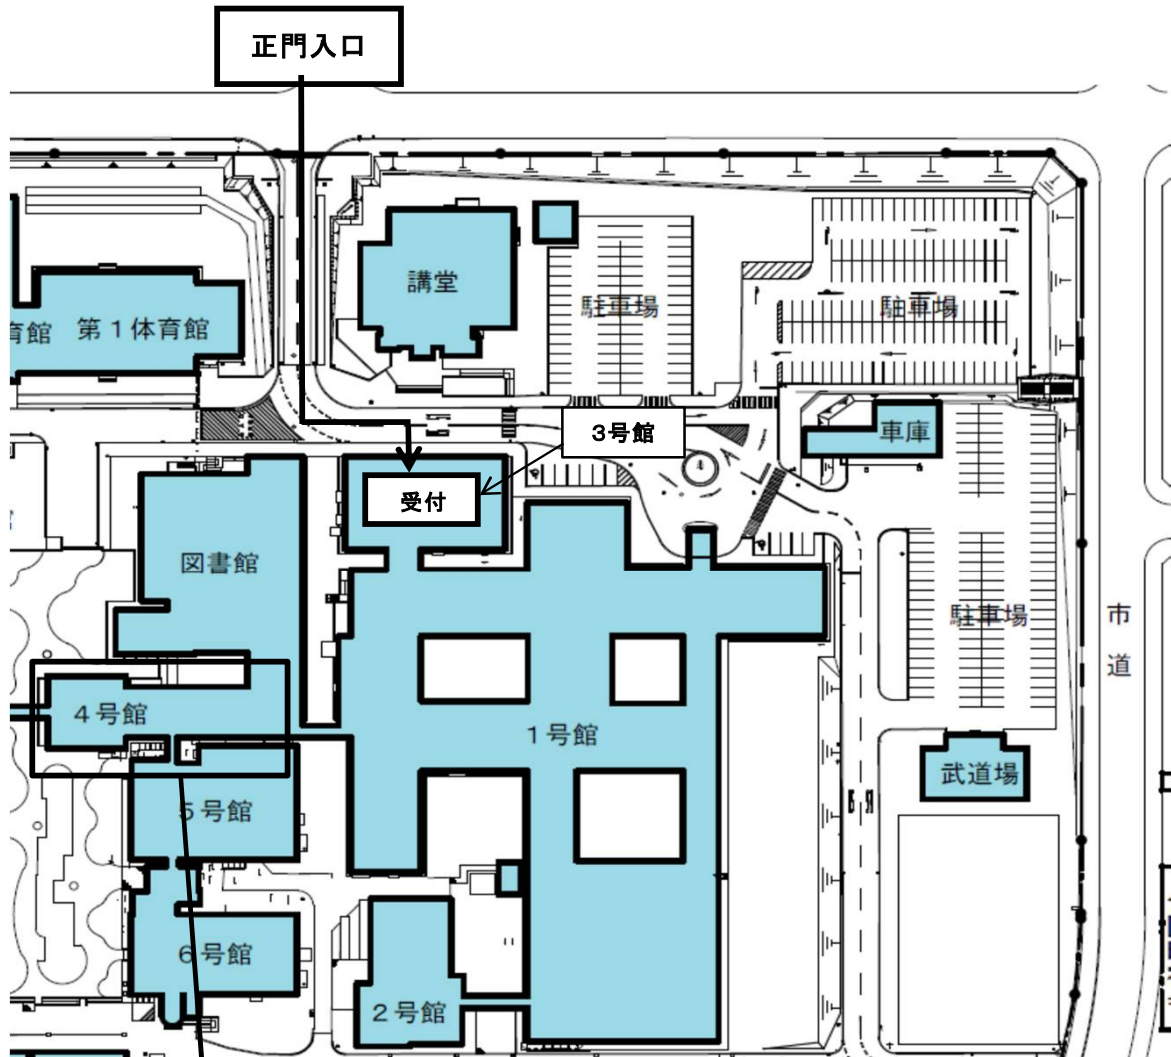 正門入口
講堂
駐車場
駐車場
育館
第1体育館
3号館
車庫
受付
図書館
駐車場
市道
4号館
1号館
武道場
5号館
6号館
2号館